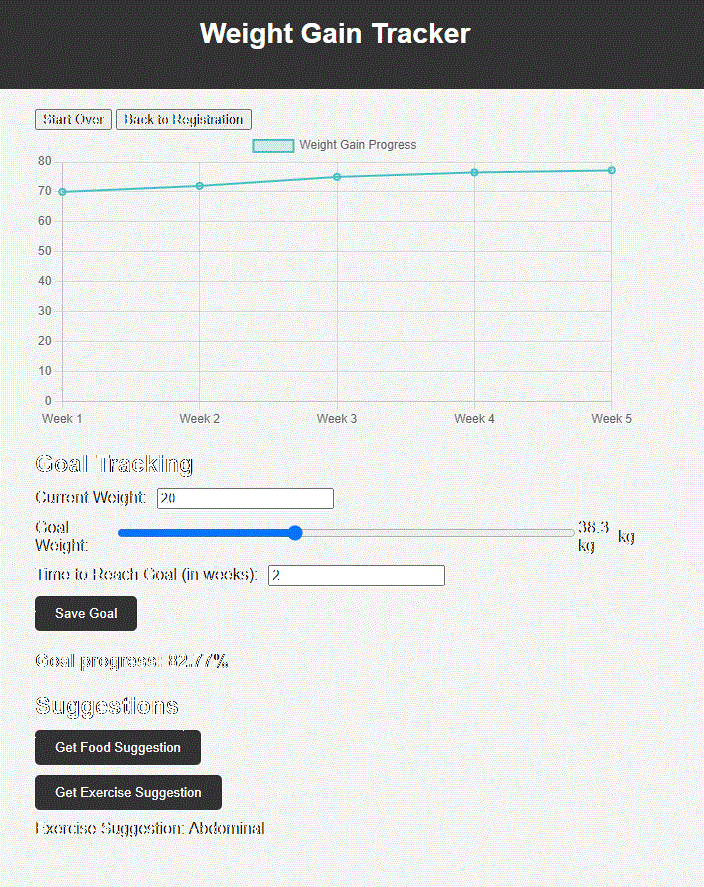 Weight Gain Tracker
Start Over Back to Registration
Weight Gain Progress
80
70
60
50
40
30
20
10
0
Week 1 Week 2 Week 3 Week 4 Week 5
Goal Tracking
Current Weight: 20
Goal Weight: 38.3 kg kg
Time to Reach Goal (in weeks): 2
Save Goal
Goal progress: 82.77%
Suggestions
Get Food Suggestion
Get Exercise Suggestion
Exercise Suggestion: Abdominal